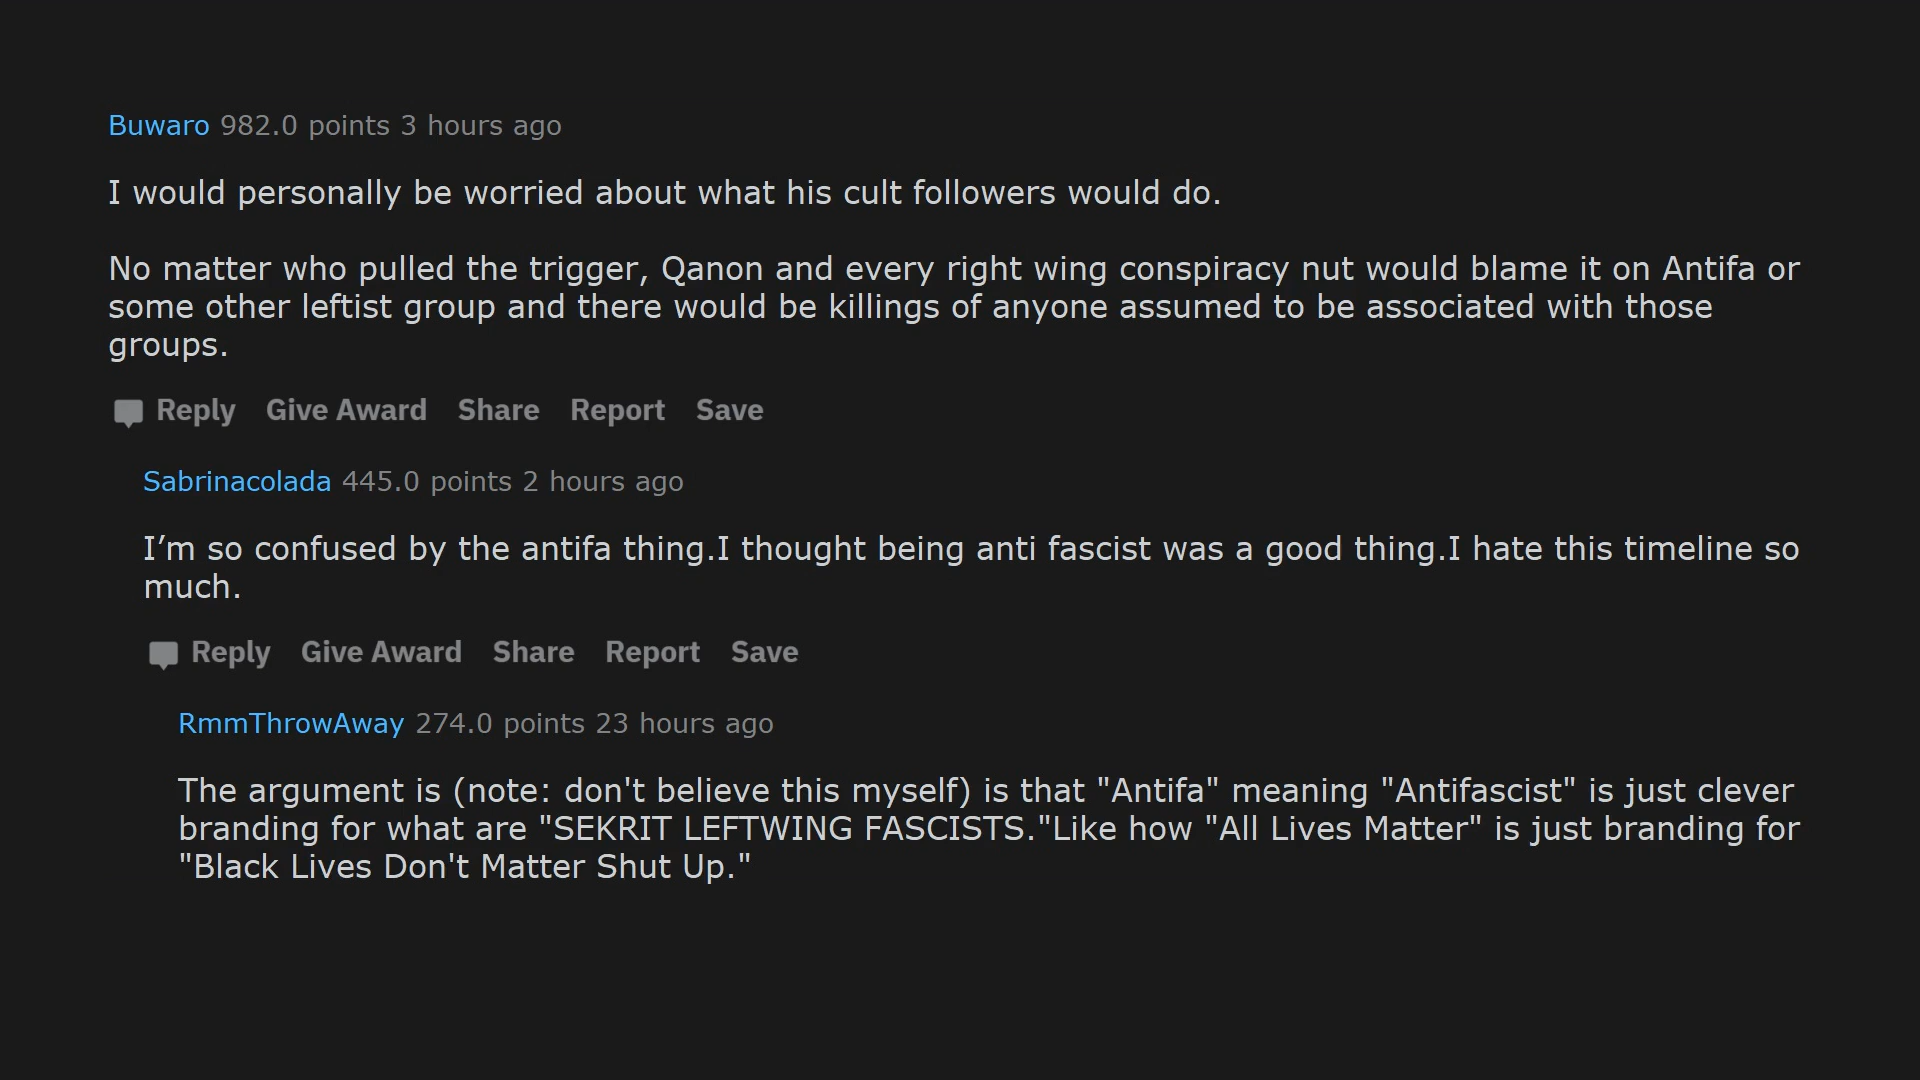 Buwaro 982.0 points 3 hours ago
I would personally be worried about what his cult followers would do.
No matter who pulled the trigger, Qanon and every right wing conspiracy nut would blame it on Antifa or
some other leftist group and there would be killings of anyone assumed to be associated with those
groups.
Reply Give Award Share Report Save
Sabrinacolada 445.0 points 2 hours ago
I’m so confused by the antifa thing.I thought being anti fascist was a good thing.I hate this timeline so
much.
Reply Give Award Share Report Save
RmmThrowAway 274.0 points 23 hours ago
The argument is (note: don't believe this myself) is that "Antifa" meaning "Antifascist" is just clever
branding for what are "SEKRIT LEFTWING FASCISTS."Like how "All Lives Matter" is just branding for
"Black Lives Don't Matter Shut Up."